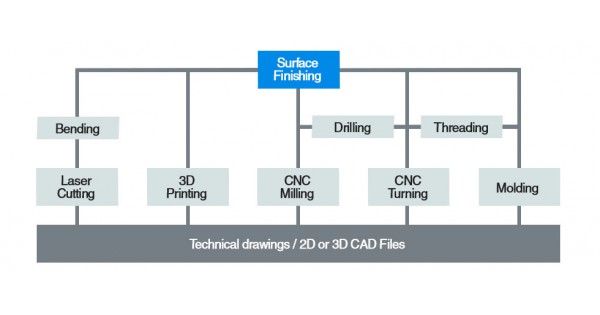 Surface
Finishing
Bending
Drilling
Threading
Laser
Cutting
3D
Printing
CNC
Milling
CNC
Turning
Molding
Technical drawings / 2D or 3D CAD Files